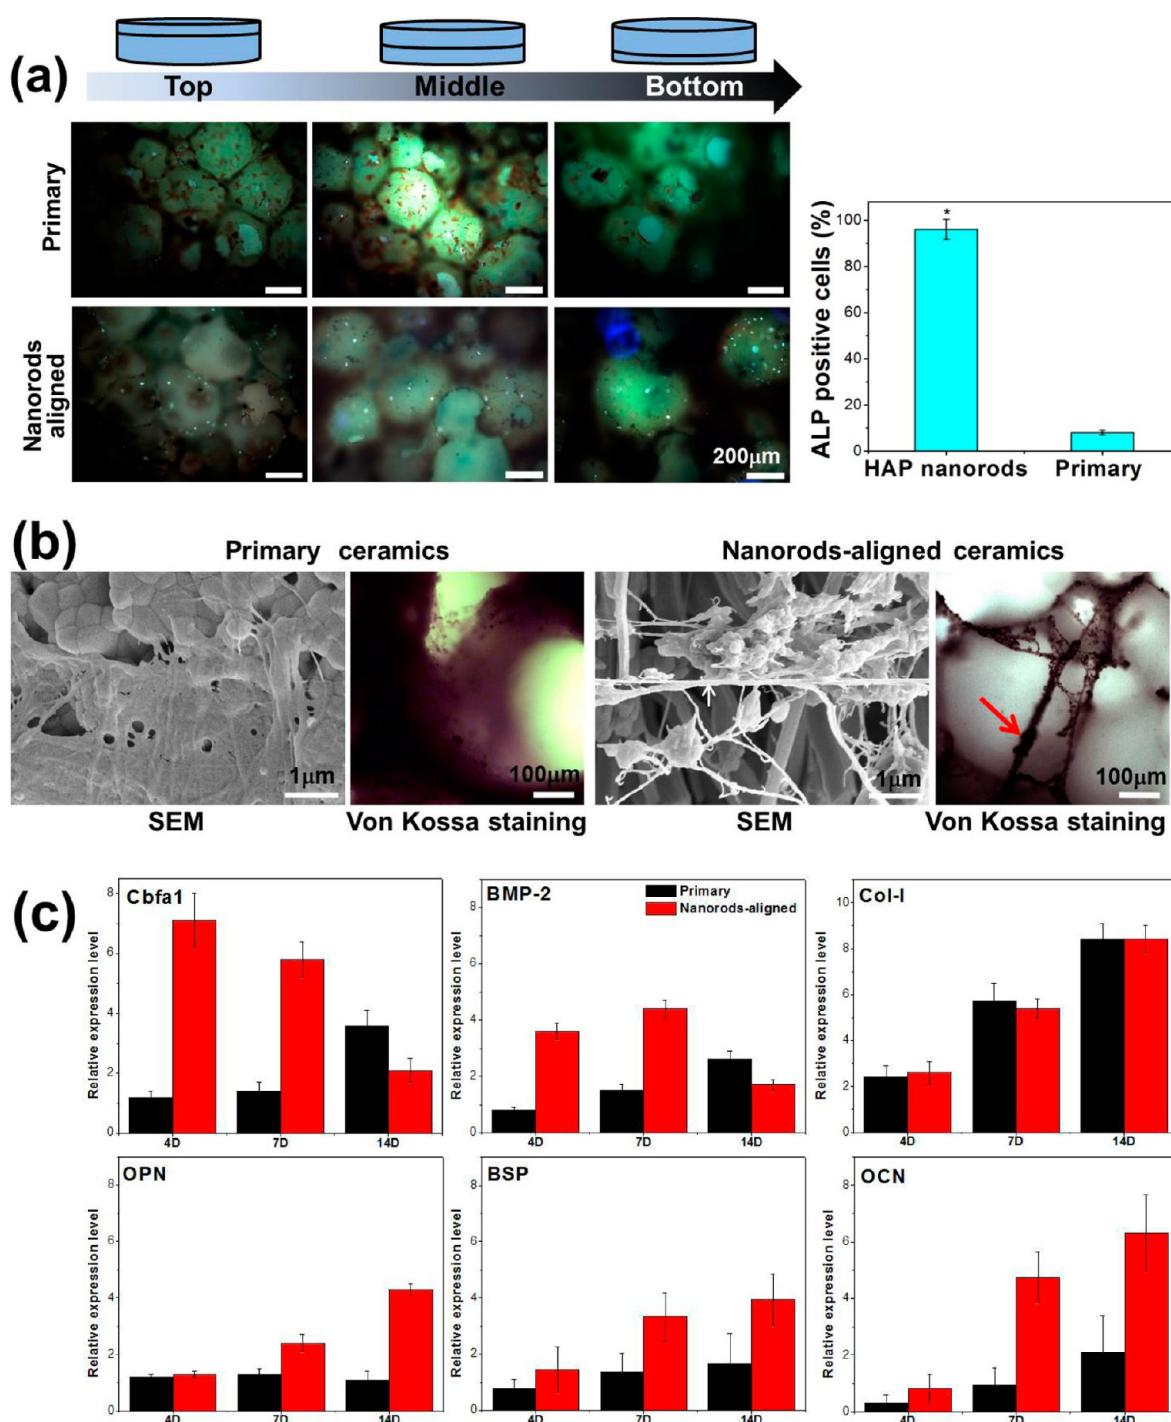 (a)
Top Middle Bottom
Primary
Nanorods
aligned
200μm
ALP positive cells (%)
100
80
60
40
20
0
*
HAP nanorods Primary
(b)
Primary ceramics Nanorods-aligned ceramics
1μm 100μm 1μm 100μm
SEM Von Kossa staining SEM Von Kossa staining
(c)
Cbfa1
Relative expression level
8
6
4
2
0
4D 7D 14D
BMP-2
Primary
Nanorods-aligned
Relative expression level
8
6
4
2
0
4D 7D 14D
Col-I
Relative expression level
10
8
6
4
2
0
4D 7D 14D
OPN
Relative expression level
8
6
4
2
0
4D 7D 14D
BSP
Relative expression level
8
6
4
2
0
4D 7D 14D
OCN
Relative expression level
8
6
4
2
0
4D 7D 14D